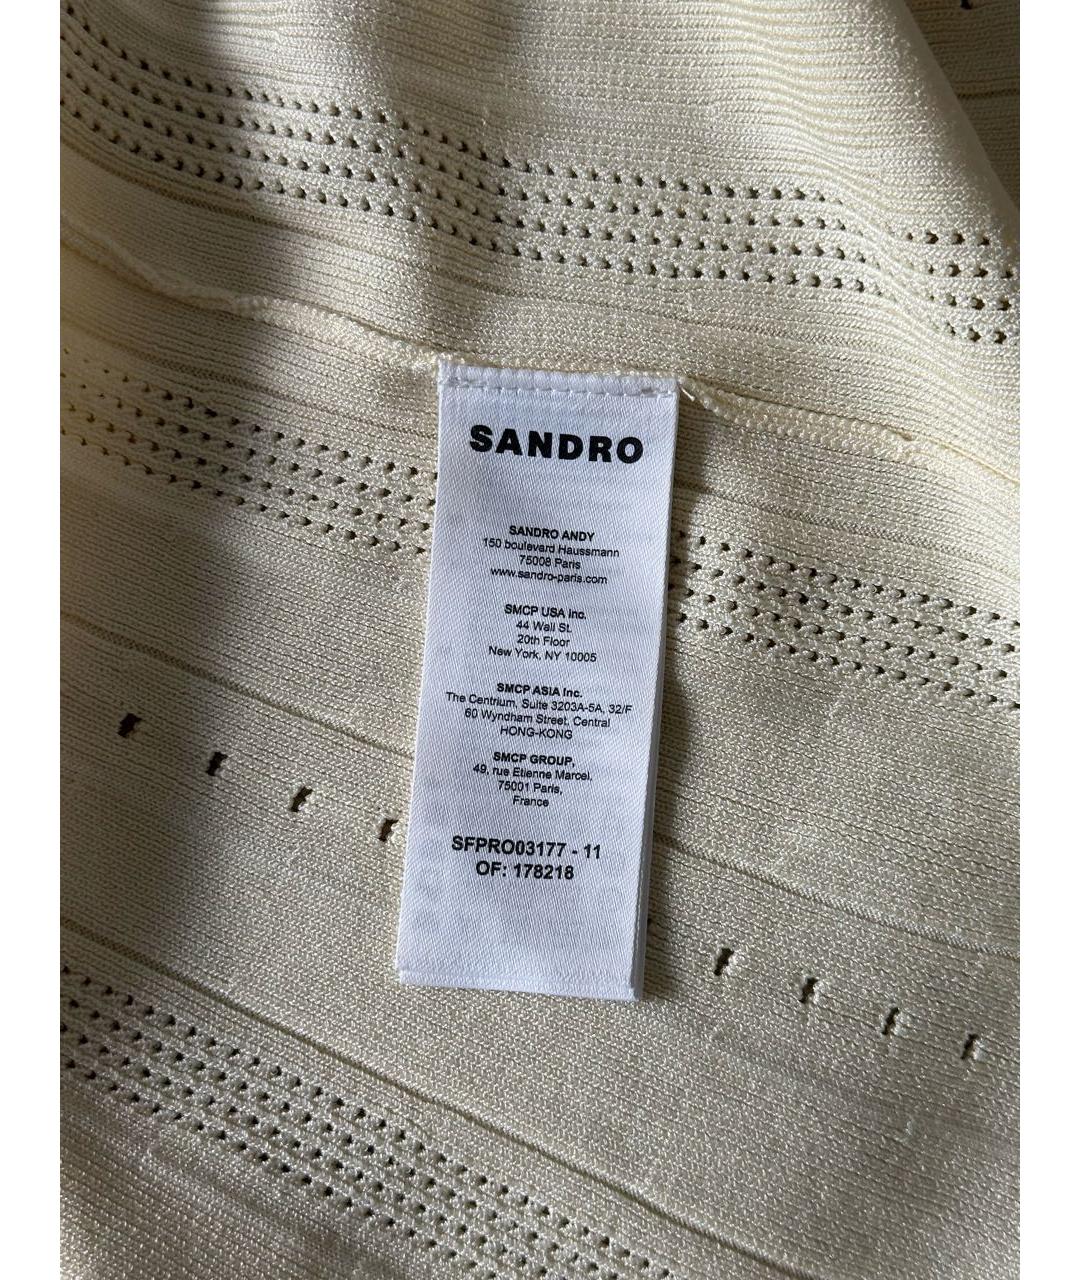 SANDRO
SANDRO ANDY
150 boulevard Haussmann
75008 Paris
www.sandro-paris.com
SMCP USA Inc.
44 Wall St.
20th Floor
New York, NY 10005
SMCP ASIA Inc.
The Centrium, Suite 3203A-5A, 32/F
60 Wyndham Street, Central
HONG-KONG
SMCP GROUP,
49, rue Etienne Marcel,
75001 Paris,
France
SFPRO03177 - 11
OF: 178218